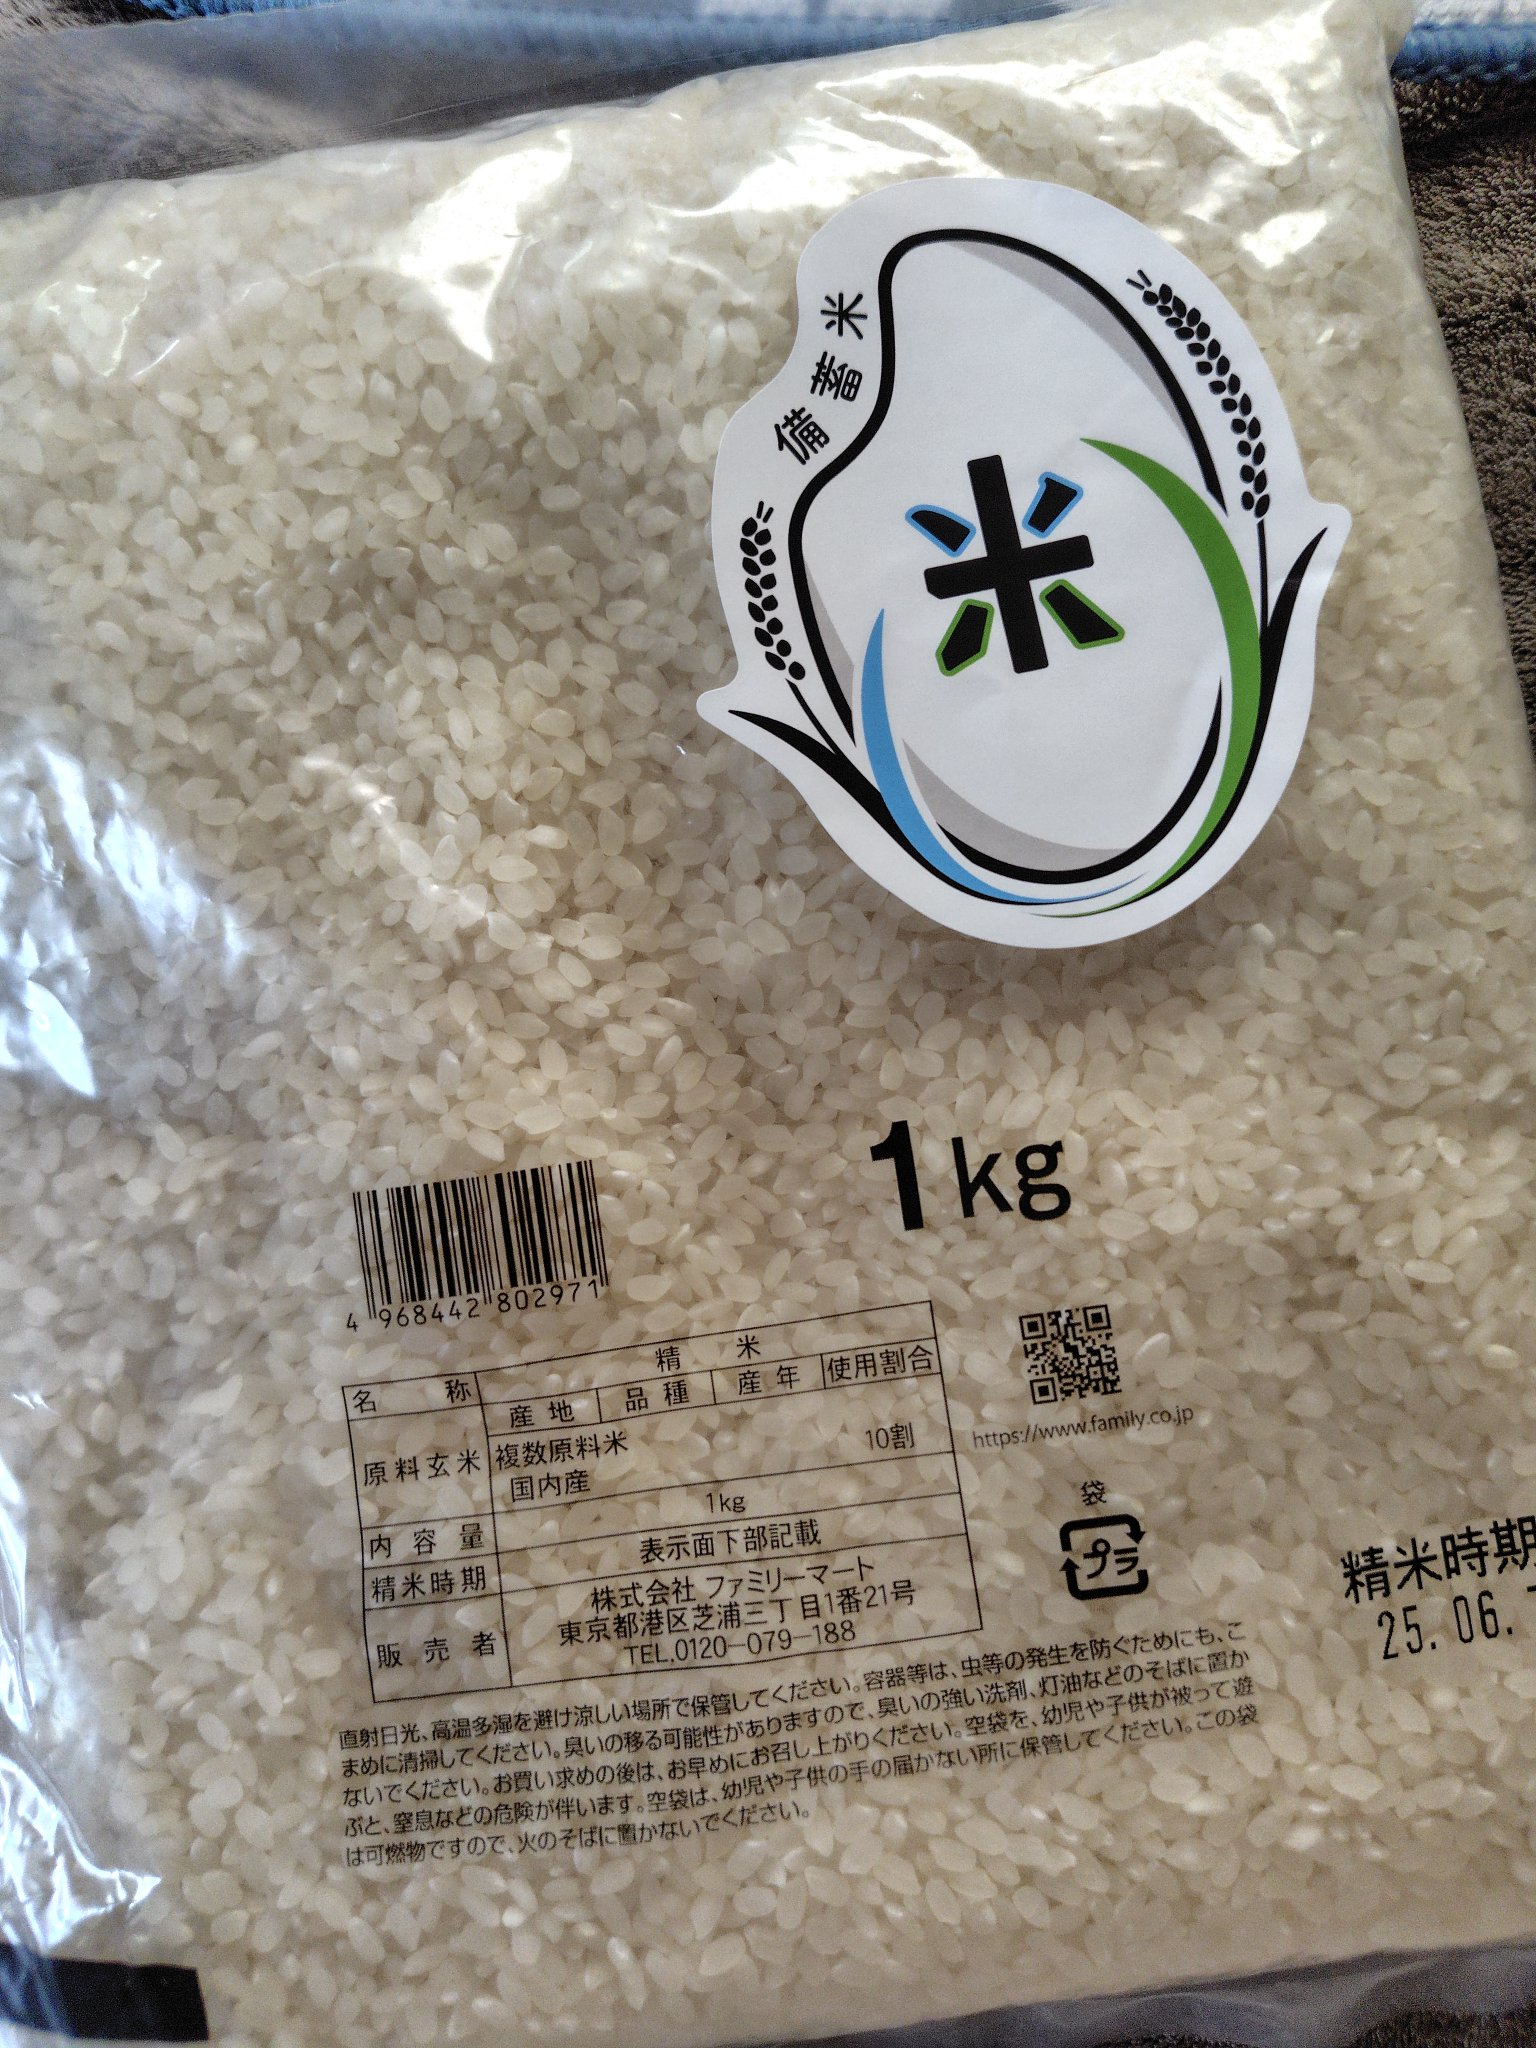 備蓄米
米
1kg
4 968442 802971
名称 精米
原料玄米 産地 品種 産年 使用割合
複数原料米 10割
国内産
内容量 1kg
精米時期 表示面下部記載
販売者 株式会社 ファミリーマート
東京都港区芝浦三丁目1番21号
TEL.0120-079-188
https://www.family.co.jp
袋
プラ
精米時期
25.06.
直射日光、高温多湿を避け涼しい場所で保管してください。容器等は、虫等の発生を防ぐためにも、こ
まめに清掃してください。臭いの移る可能性がありますので、臭いの強い洗剤、灯油などのそばに置か
ないでください。お買い求めの後は、お早めにお召し上がりください。空袋を、幼児や子供が被って遊
ぶと、窒息などの危険が伴います。空袋は、幼児や子供の手の届かない所に保管してください。この袋
は可燃物ですので、火のそばに置かないでください。